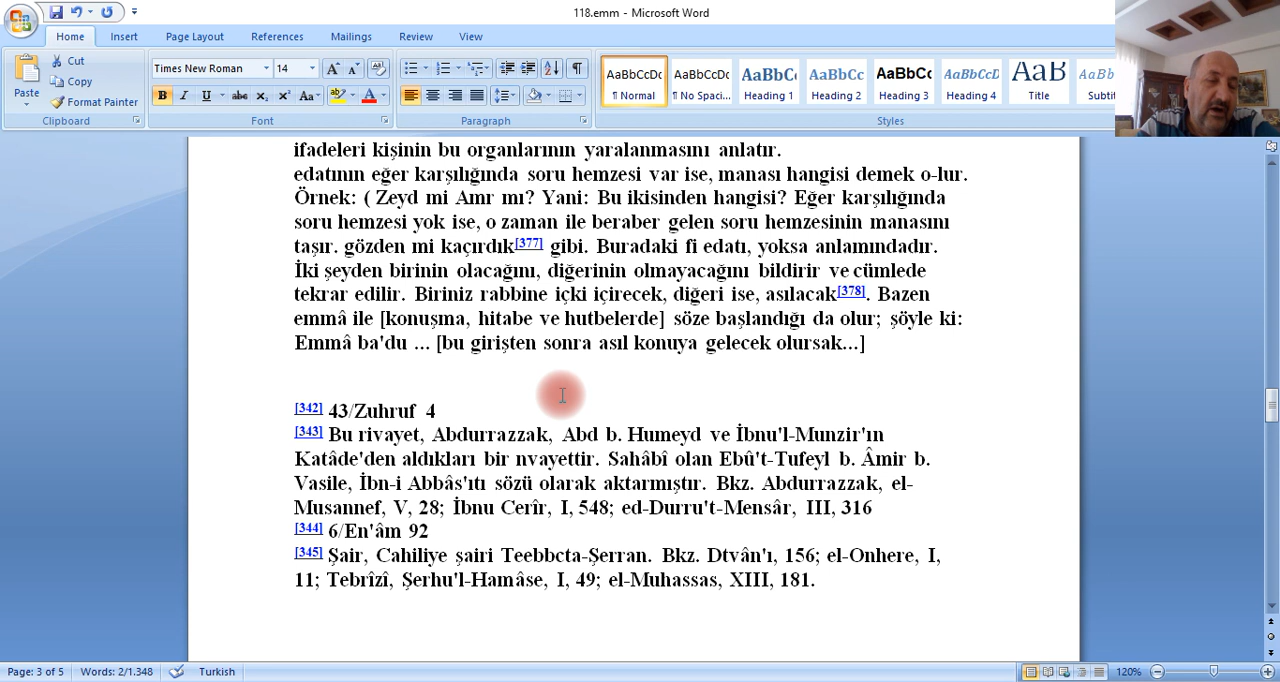 118.emm - Microsoft Word
Home Insert Page Layout References Mailings Review View
Paste
Cut
Copy
Format Painter
Clipboard
Times New Roman 14
Font
Paragraph
AaBbCcDc AaBbCcDc AaBbC AaBbCc AaBbCc AaBbCcD AaB AaBb
¶ Normal ¶ No Spaci... Heading 1 Heading 2 Heading 3 Heading 4 Title Subtit
Styles
ifadeleri kişinin bu organlarının yaralanmasını anlatır.
edatının eğer karşılığında soru hemzesi var ise, manası hangisi demek o-lur.
Örnek: ( Zeyd mi Amr mı? Yani: Bu ikisinden hangisi? Eğer karşılığında
soru hemzesi yok ise, o zaman ile beraber gelen soru hemzesinin manasını
taşır. gözden mi kaçırdık[377] gibi. Buradaki fi edatı, yoksa anlamındadır.
İki şeyden birinin olacağını, diğerinin olmayacağını bildirir ve cümlede
tekrar edilir. Biriniz rabbine içki içirecek, diğeri ise, asılacak[378]. Bazen
emmâ ile [konuşma, hitabe ve hutbelerde] söze başlandığı da olur; şöyle ki:
Emmâ ba'du ... [bu girişten sonra asıl konuya gelecek olursak...]
[342] 43/Zuhruf 4
[343] Bu rivayet, Abdurrazzak, Abd b. Humeyd ve İbnu'l-Munzir'ın
Katâde'den aldıkları bir nvayettir. Sahâbî olan Ebû't-Tufeyl b. Âmir b.
Vasile, İbn-i Abbâs'ıtı sözü olarak aktarmıştır. Bkz. Abdurrazzak, el-
Musannef, V, 28; İbnu Cerîr, I, 548; ed-Durru't-Mensâr, III, 316
[344] 6/En'âm 92
[345] Şair, Cahiliye şairi Teebbcta-Şerran. Bkz. Dtvân'ı, 156; el-Onhere, I,
11; Tebrîzî, Şerhu'l-Hamâse, I, 49; el-Muhassas, XIII, 181.
Page: 3 of 5 Words: 2/1.348 Turkish 120%